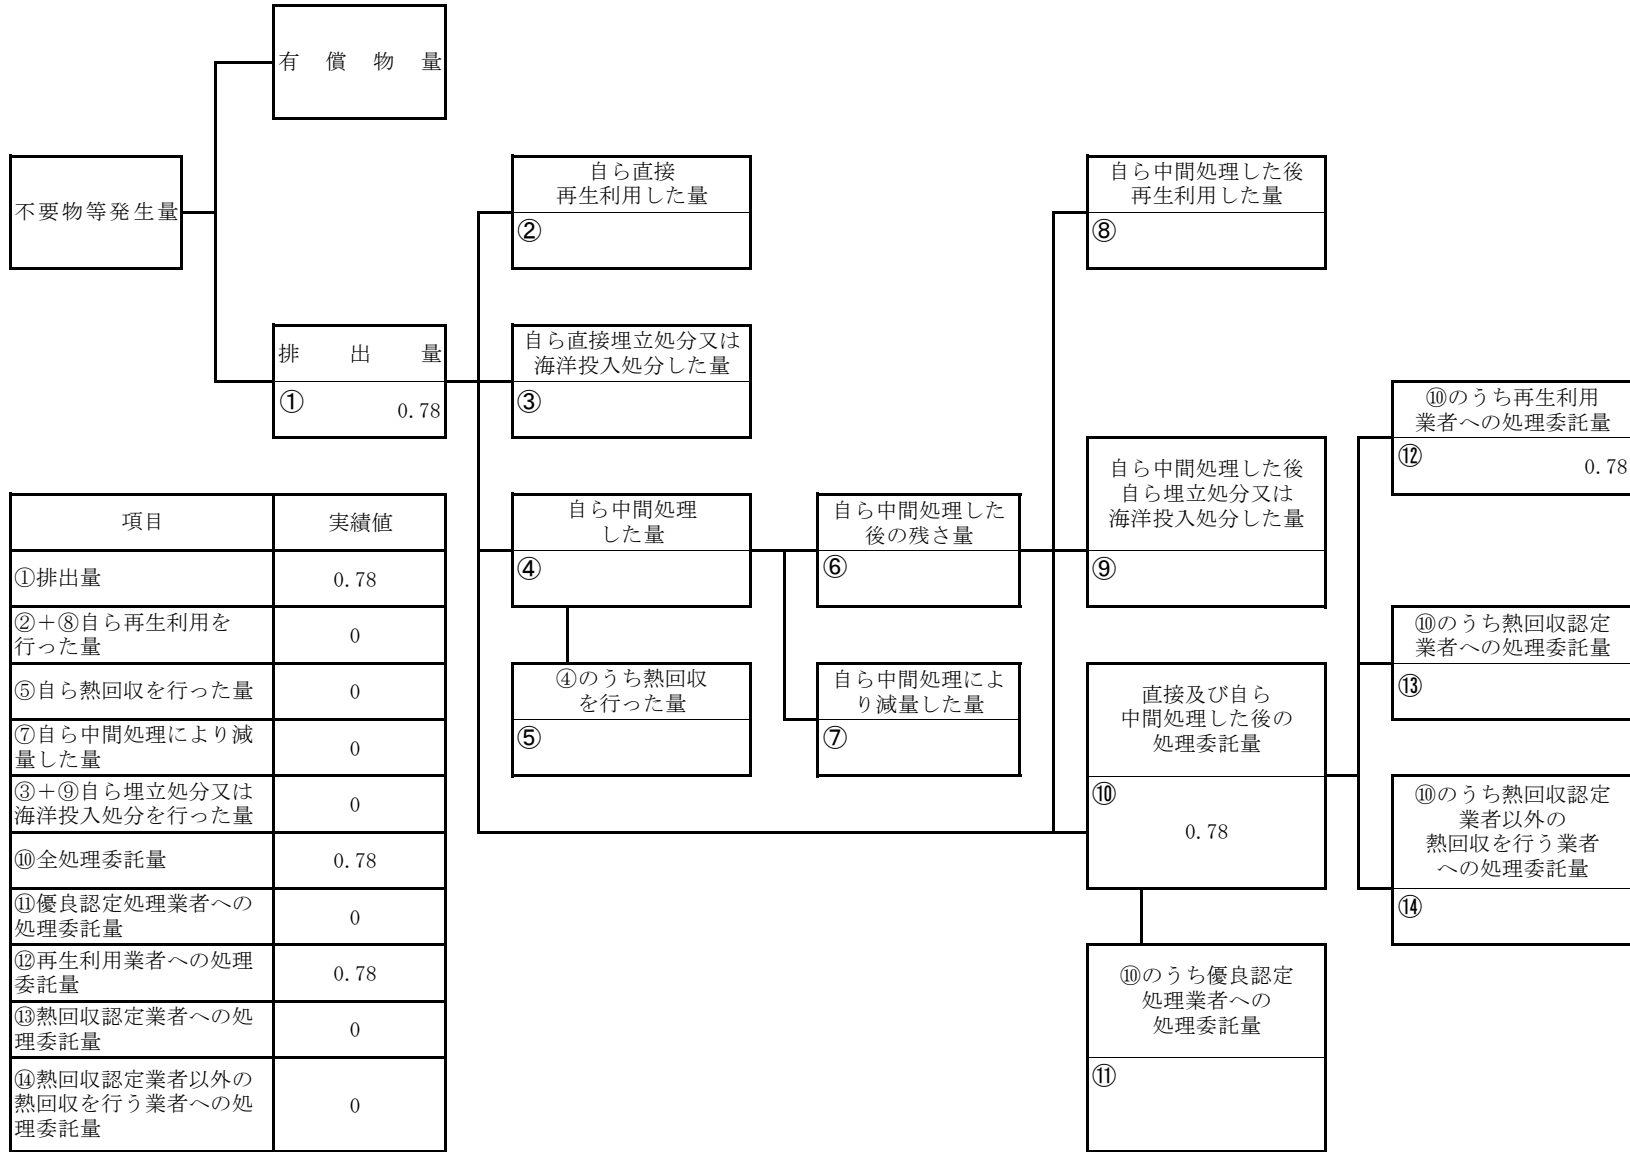 有償物量
不要物等発生量
排出量
① 0.78
自ら直接
再生利用した量
②
自ら直接埋立処分又は
海洋投入処分した量
③
自ら中間処理
した量
④
④のうち熱回収
を行った量
⑤
自ら中間処理した
後の残さ量
⑥
自ら中間処理によ
り減量した量
⑦
自ら中間処理した後
再生利用した量
⑧
自ら中間処理した後
自ら埋立処分又は
海洋投入処分した量
⑨
直接及び自ら
中間処理した後の
処理委託量
⑩
0.78
⑩のうち優良認定
処理業者への
処理委託量
⑪
⑩のうち再生利用
業者への処理委託量
⑫ 0.78
⑩のうち熱回収認定
業者への処理委託量
⑬
⑩のうち熱回収認定
業者以外の
熱回収を行う業者
への処理委託量
⑭
項目 実績値
①排出量 0.78
②+⑧自ら再生利用を
行った量 0
⑤自ら熱回収を行った量 0
⑦自ら中間処理により減
量した量 0
③+⑨自ら埋立処分又は
海洋投入処分を行った量 0
⑩全処理委託量 0.78
⑪優良認定処理業者への
処理委託量 0
⑫再生利用業者への処理
委託量 0.78
⑬熱回収認定業者への処
理委託量 0
⑭熱回収認定業者以外の
熱回収を行う業者への処
理委託量 0